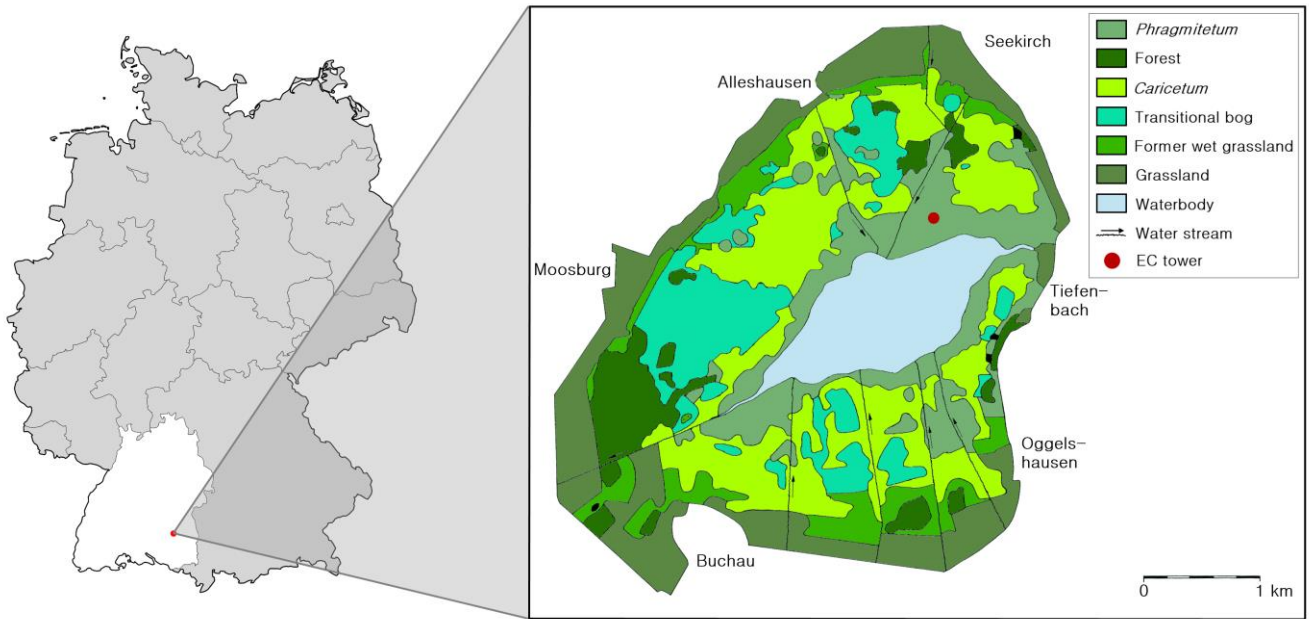 Seekirch
Alleshausen
Moosburg
Tiefen-
bach
Oggels-
hausen
Buchau
Phragmitetum
Forest
Caricetum
Transitional bog
Former wet grassland
Grassland
Waterbody
Water stream
EC tower
0 1 km